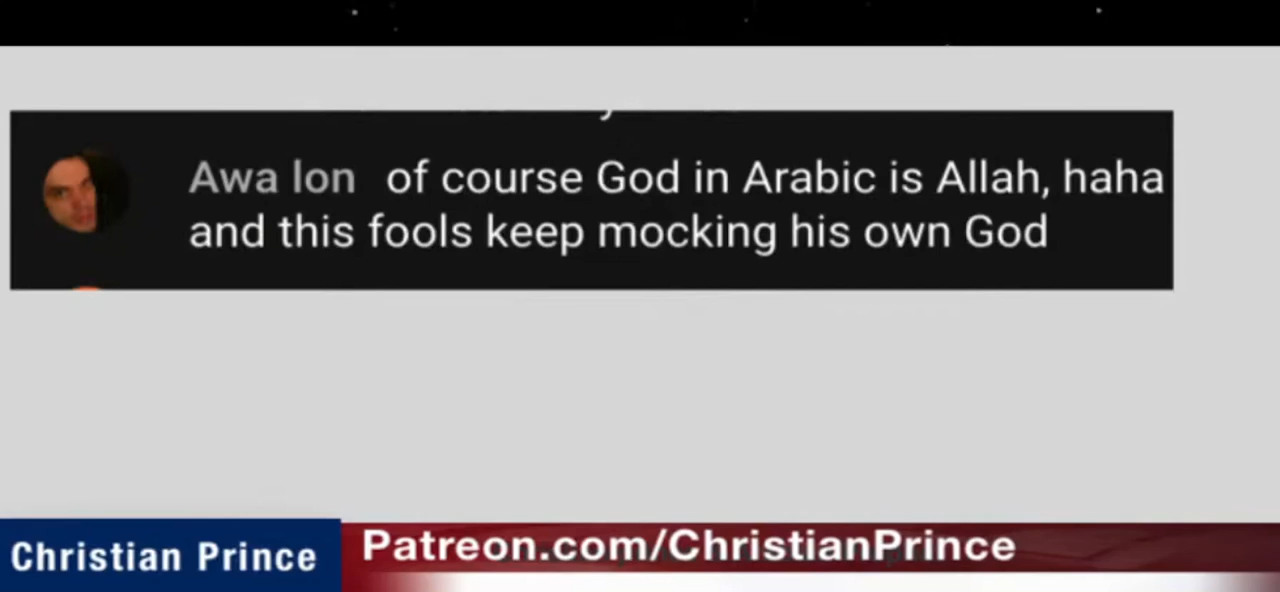 Awa lon of course God in Arabic is Allah, haha
and this fools keep mocking his own God
Christian Prince
Patreon.com/ChristianPrince